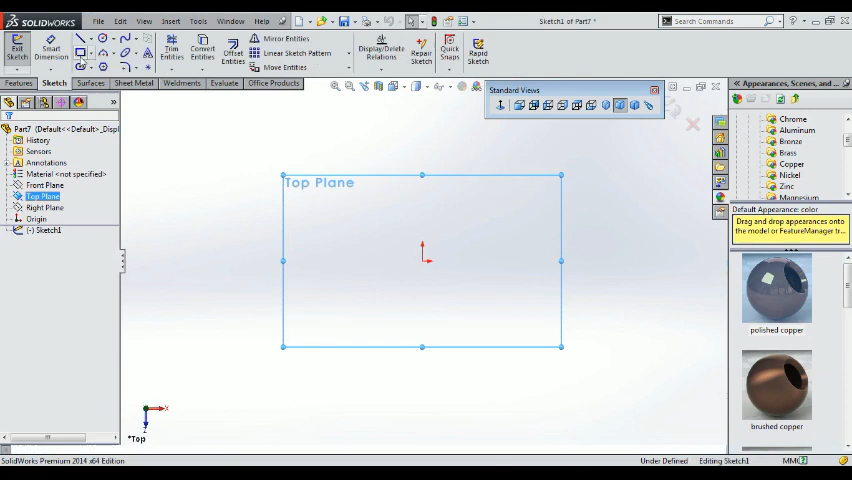 SOLIDWORKS
File Edit View Insert Tools Window Help
Sketch1 of Part7 *
Search Commands
Exit Sketch
Smart Dimension
Trim Entities
Convert Entities
Offset Entities
Mirror Entities
Linear Sketch Pattern
Move Entities
Display/Delete Relations
Repair Sketch
Quick Snaps
Rapid Sketch
Features Sketch Surfaces Sheet Metal Weldments Evaluate Office Products
Standard Views
Appearances, Scenes, and...
Part7 (Default<<Default>_Displ
History
Sensors
Annotations
Material <not specified>
Front Plane
Top Plane
Right Plane
Origin
(-) Sketch1
Top Plane
Chrome
Aluminum
Bronze
Brass
Copper
Nickel
Zinc
Magnesium
Default Appearance: color
Drag and drop appearances onto
the model or FeatureManager tr...
polished copper
brushed copper
X
*Top
SolidWorks Premium 2014 x64 Edition
Under Defined
Editing Sketch1